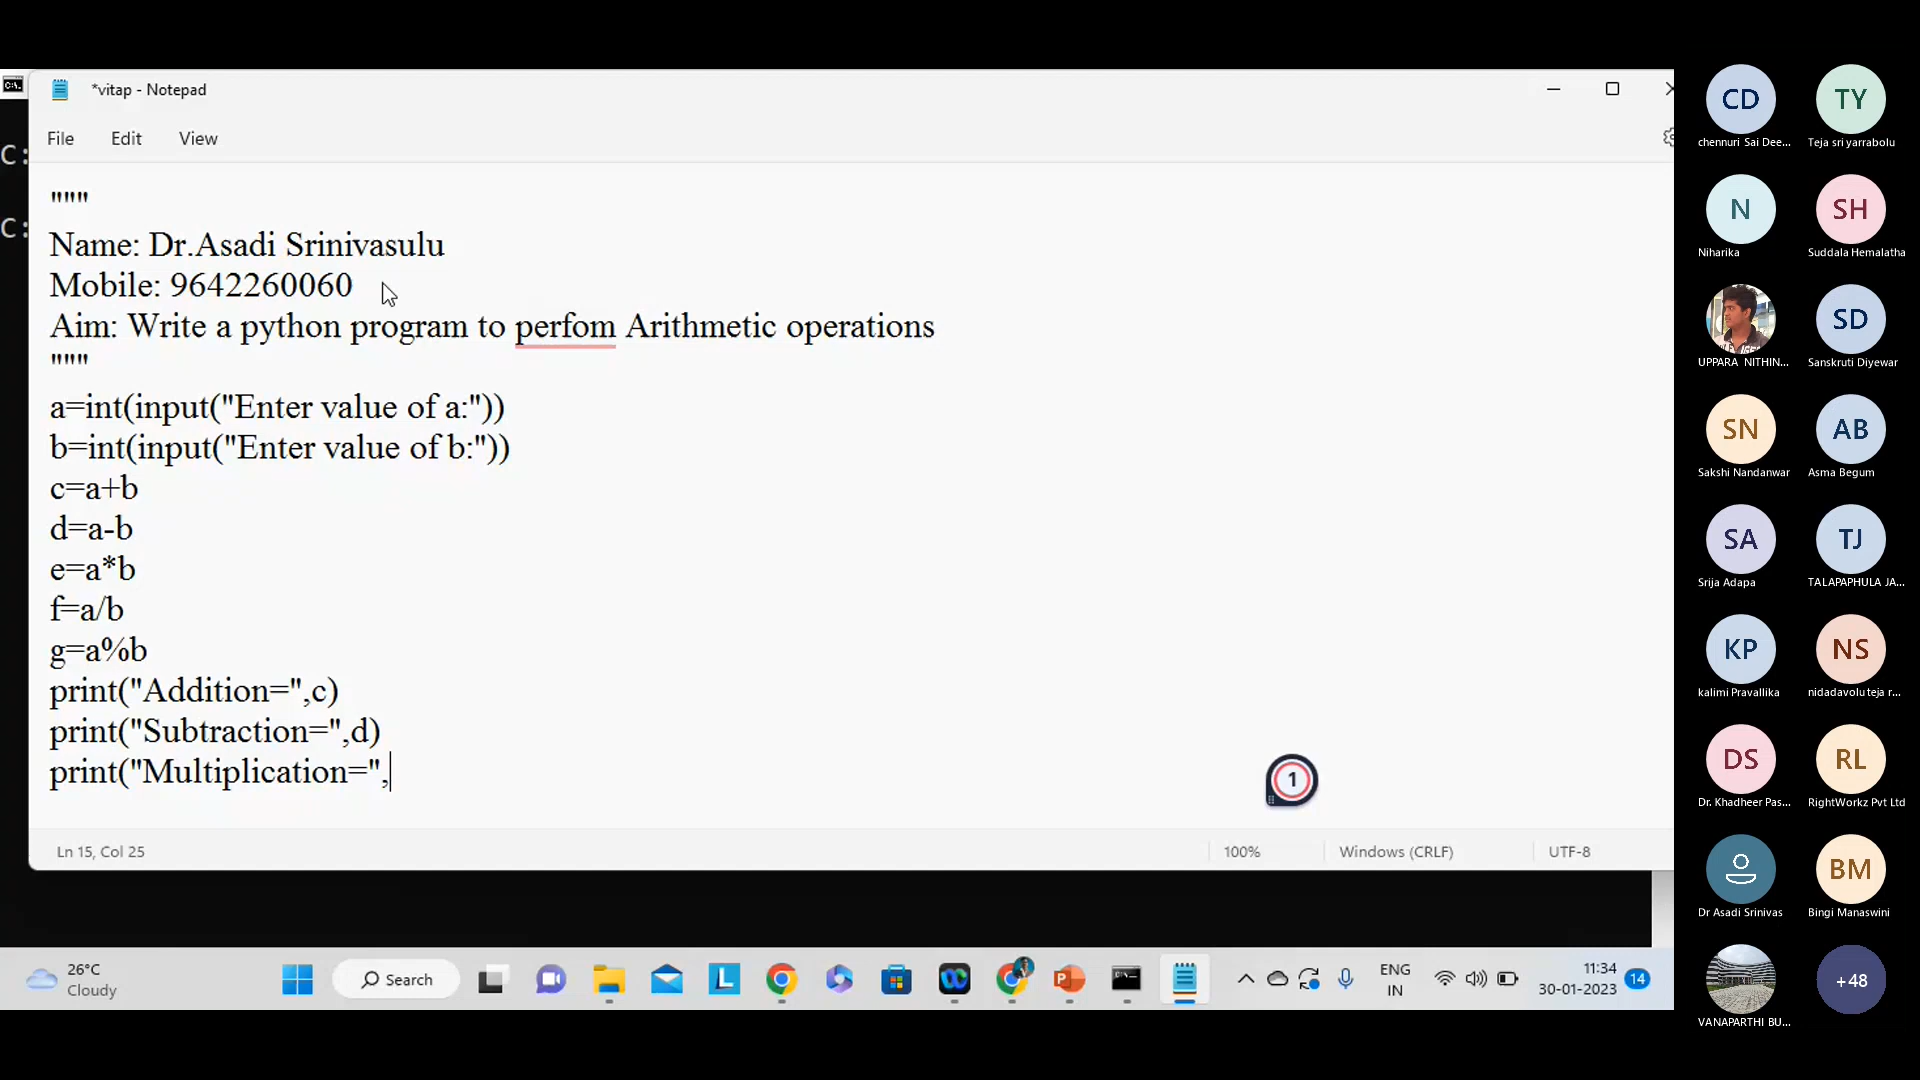 *vitap - Notepad
File Edit View
C:
C:
"""
Name: Dr.Asadi Srinivasulu
Mobile: 9642260060
Aim: Write a python program to perfom Arithmetic operations
"""
a=int(input("Enter value of a:"))
b=int(input("Enter value of b:"))
c=a+b
d=a-b
e=a*b
f=a/b
g=a%b
print("Addition=",c)
print("Subtraction=",d)
print("Multiplication=",
1
Ln 15, Col 25
100%
Windows (CRLF)
UTF-8
26°C
Cloudy
Search
ENG
IN
11:34
30-01-2023
14
CD
chennuri Sai Dee...
TY
Teja sri yarrabolu
N
Niharika
SH
Suddala Hemalatha
UPPARA NITHIN...
SD
Sanskruti Diyewar
SN
Sakshi Nandanwar
AB
Asma Begum
SA
Srija Adapa
TJ
TALAPAPHULA JA...
KP
kalimi Pravallika
NS
nidadavolu teja r...
DS
Dr. Khadheer Pas...
RL
RightWorkz Pvt Ltd
Dr Asadi Srinivas
BM
Bingi Manaswini
VANAPARTHI BU...
+48